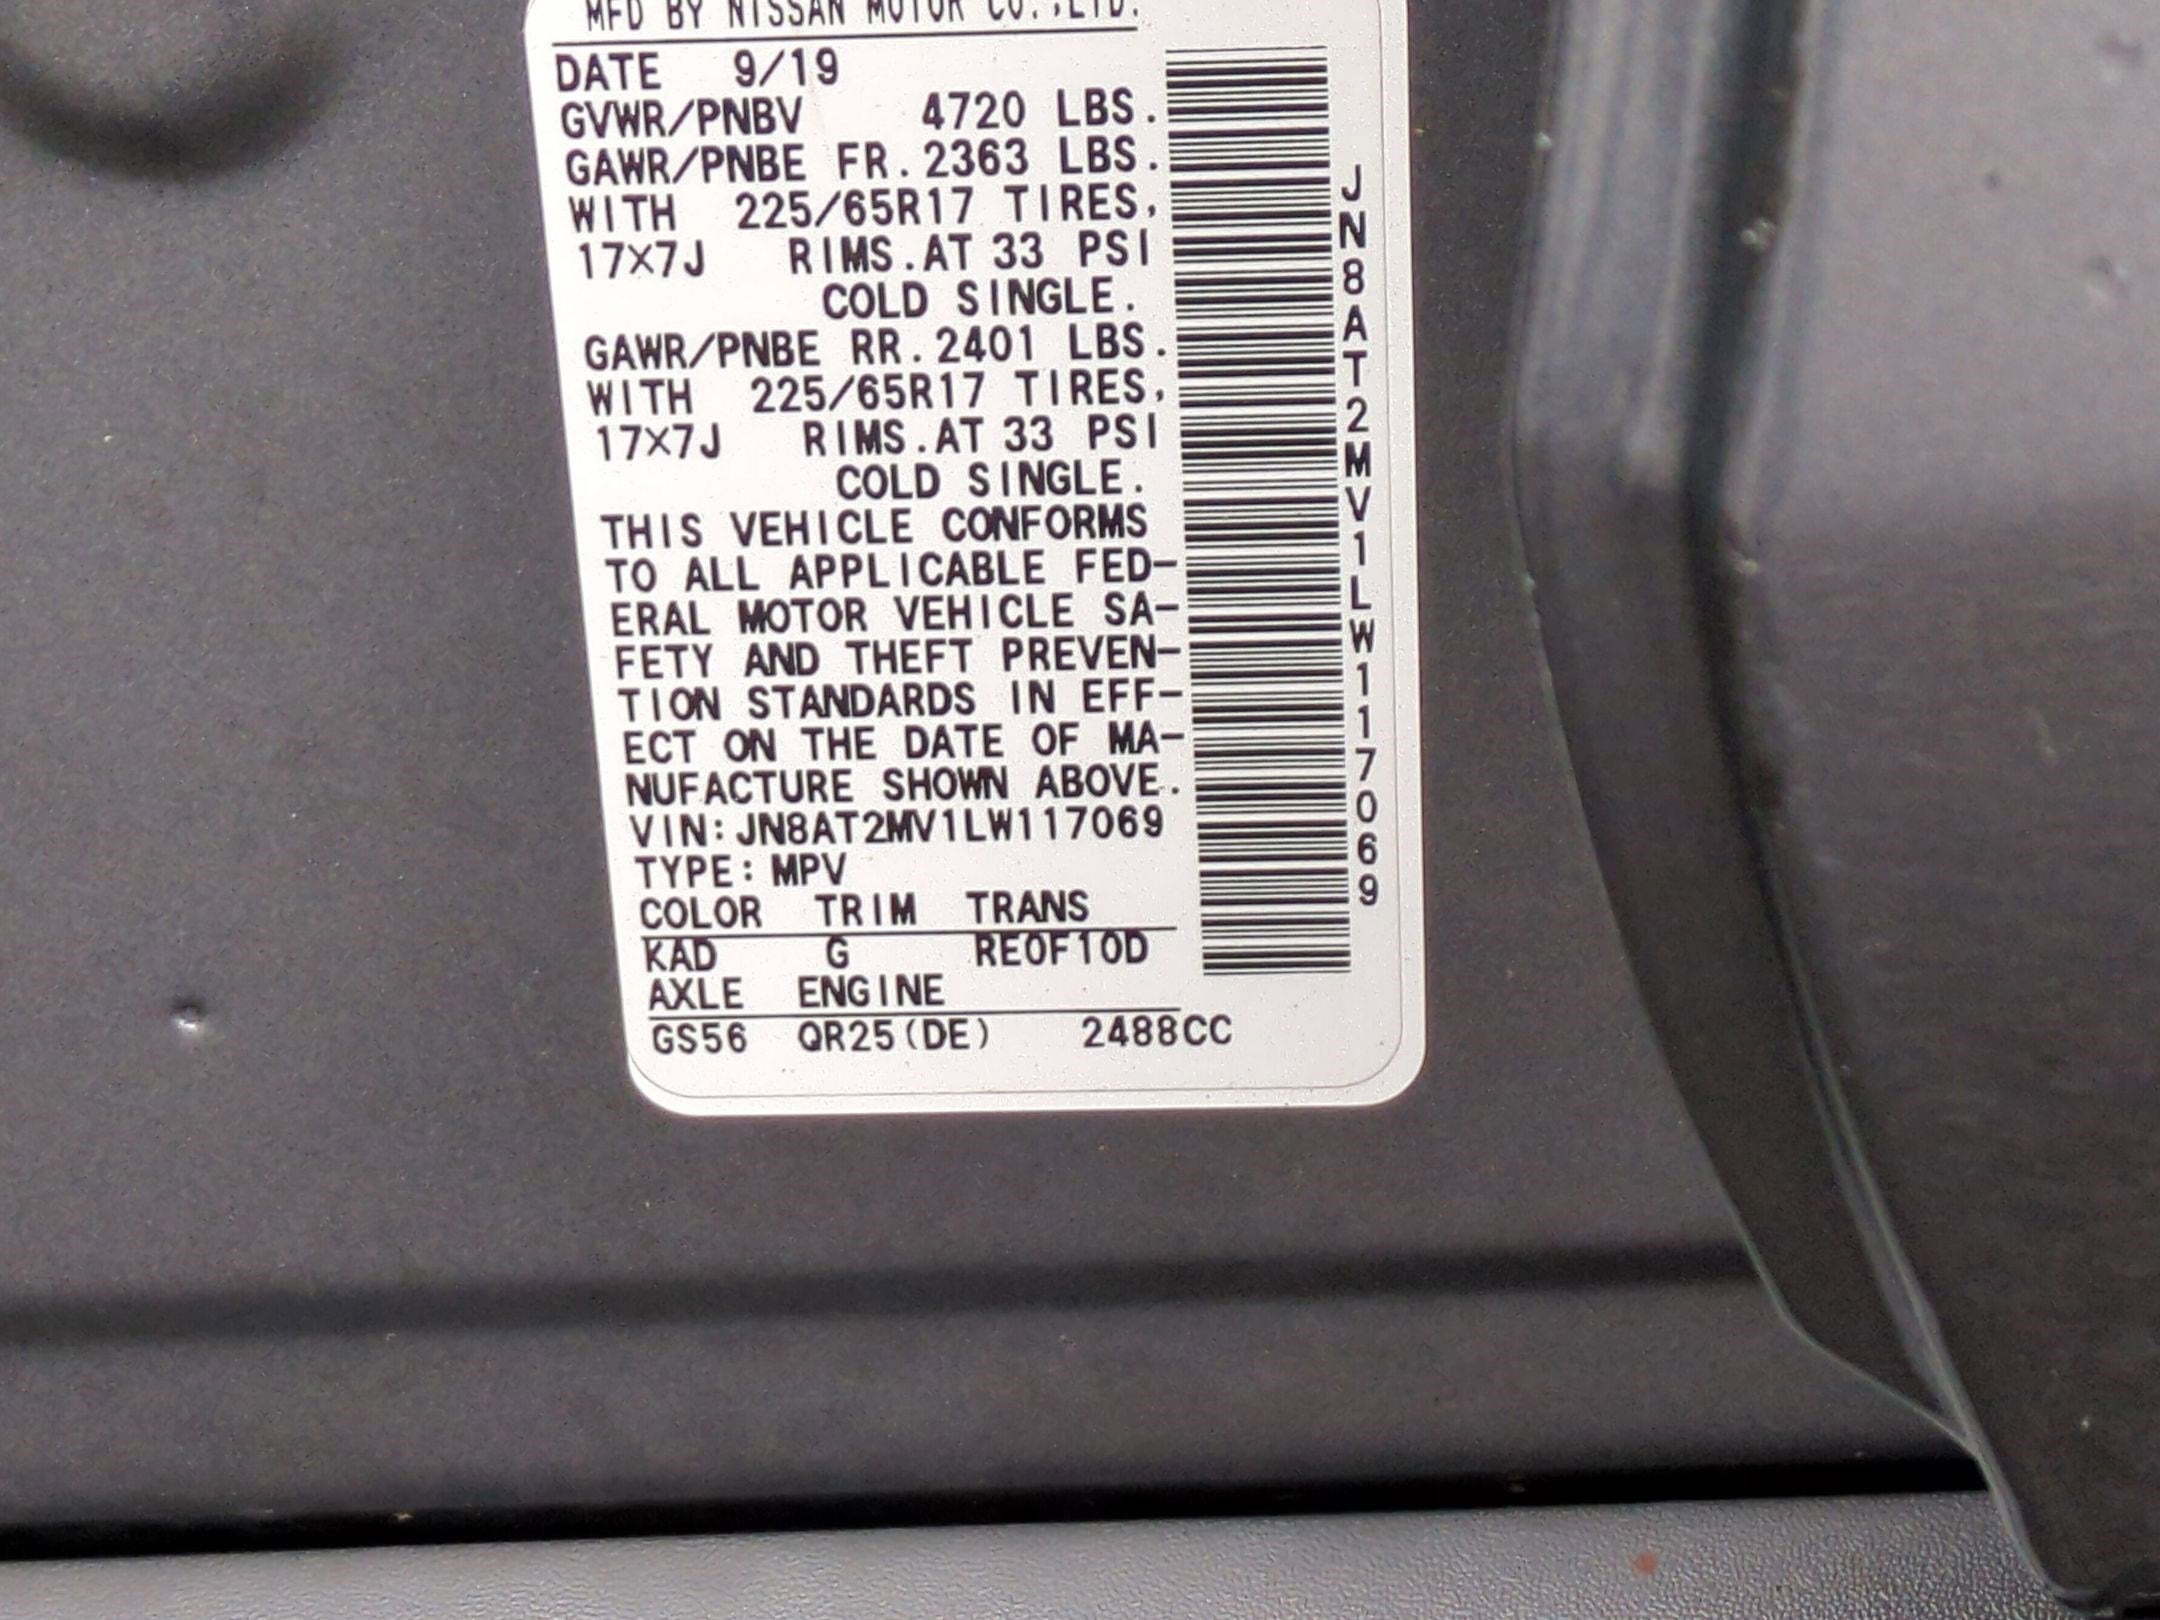 MFD BY NISSAN MOTOR CO.,LTD.
DATE 9/19
GVWR/PNBV 4720 LBS.
GAWR/PNBE FR. 2363 LBS.
WITH 225/65R17 TIRES,
17X7J RIMS. AT 33 PSI
COLD SINGLE.
GAWR/PNBE RR. 2401 LBS.
WITH 225/65R17 TIRES,
17X7J RIMS. AT 33 PSI
COLD SINGLE.
THIS VEHICLE CONFORMS
TO ALL APPLICABLE FED-
ERAL MOTOR VEHICLE SA-
FETY AND THEFT PREVEN-
TION STANDARDS IN EFF-
ECT ON THE DATE OF MA-
NUFACTURE SHOWN ABOVE.
VIN: JN8AT2MV1LW117069
TYPE: MPV
COLOR TRIM TRANS
KAD G RE0F10D
AXLE ENGINE
GS56 QR25(DE) 2488CC
JN8AT2MV1LW117069